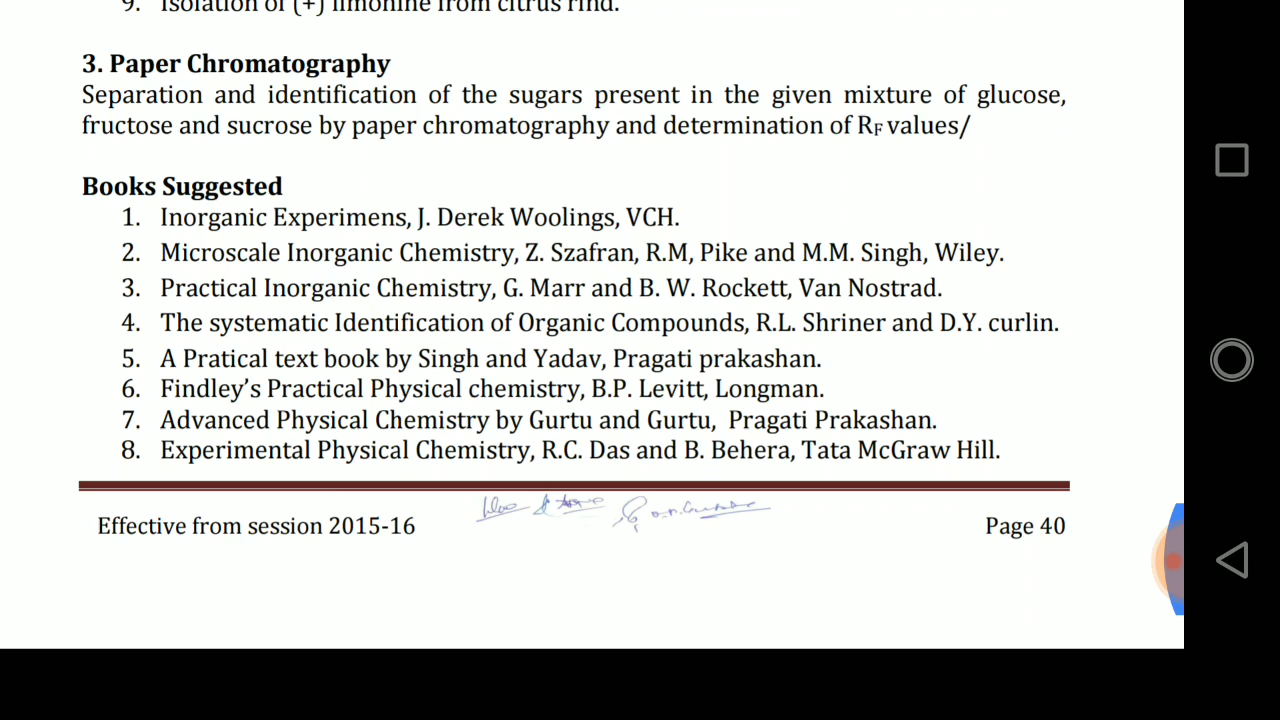 9. Isolation of (+) limonine from citrus rind.
3. Paper Chromatography
Separation and identification of the sugars present in the given mixture of glucose,
fructose and sucrose by paper chromatography and determination of RF values/
Books Suggested
1. Inorganic Experimens, J. Derek Woolings, VCH.
2. Microscale Inorganic Chemistry, Z. Szafran, R.M, Pike and M.M. Singh, Wiley.
3. Practical Inorganic Chemistry, G. Marr and B. W. Rockett, Van Nostrad.
4. The systematic Identification of Organic Compounds, R.L. Shriner and D.Y. curlin.
5. A Pratical text book by Singh and Yadav, Pragati prakashan.
6. Findley's Practical Physical chemistry, B.P. Levitt, Longman.
7. Advanced Physical Chemistry by Gurtu and Gurtu, Pragati Prakashan.
8. Experimental Physical Chemistry, R.C. Das and B. Behera, Tata McGraw Hill.
Effective from session 2015-16
Page 40